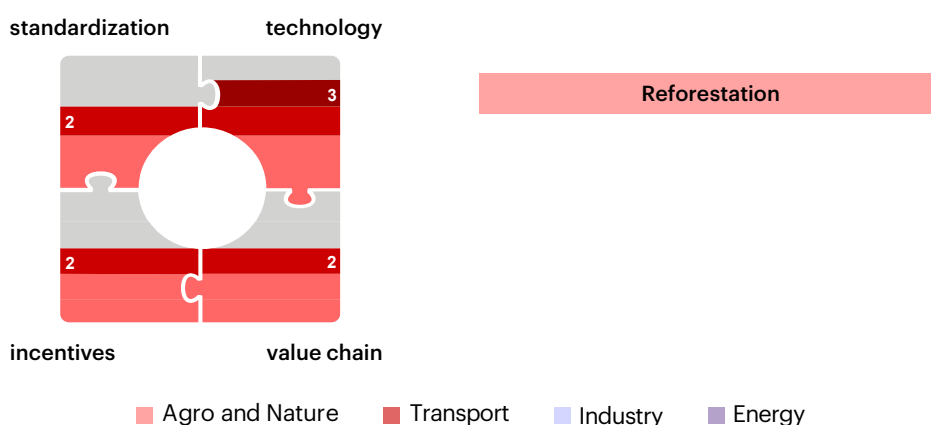 standardization
technology
3
Reforestation
2
2
2
incentives
value chain
Agro and Nature
Transport
Industry
Energy